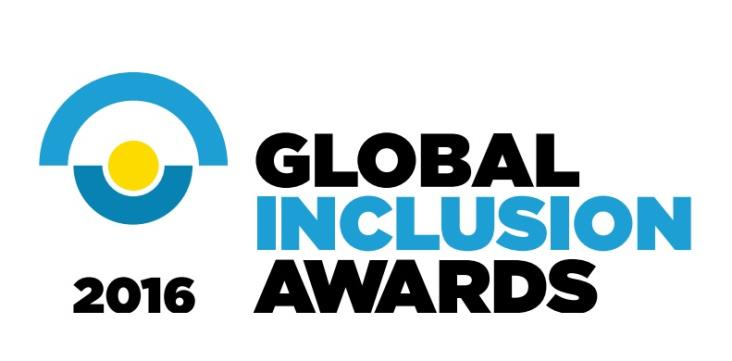 GLOBAL
INCLUSION
AWARDS
2016